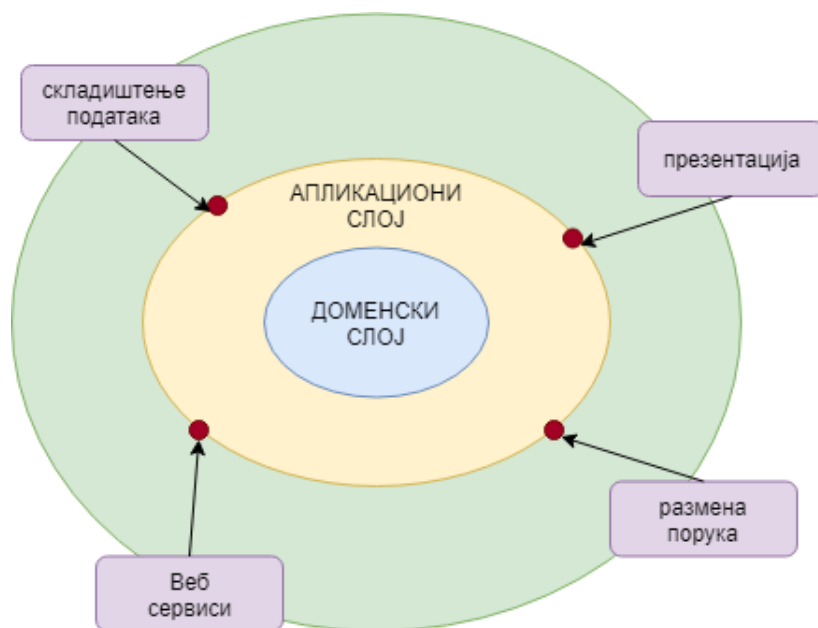 складиштење
података
презентација
АПЛИКАЦИОНИ
СЛОЈ
ДОМЕНСКИ
СЛОЈ
размена
порука
Веб
сервиси